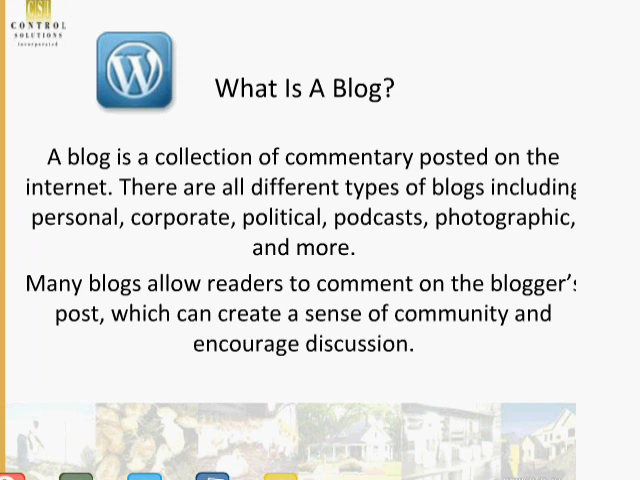 CSI
CONTROL
SOLUTIONS
incorporated
W
What Is A Blog?
A blog is a collection of commentary posted on the
internet. There are all different types of blogs including
personal, corporate, political, podcasts, photographic,
and more.
Many blogs allow readers to comment on the blogger's
post, which can create a sense of community and
encourage discussion.